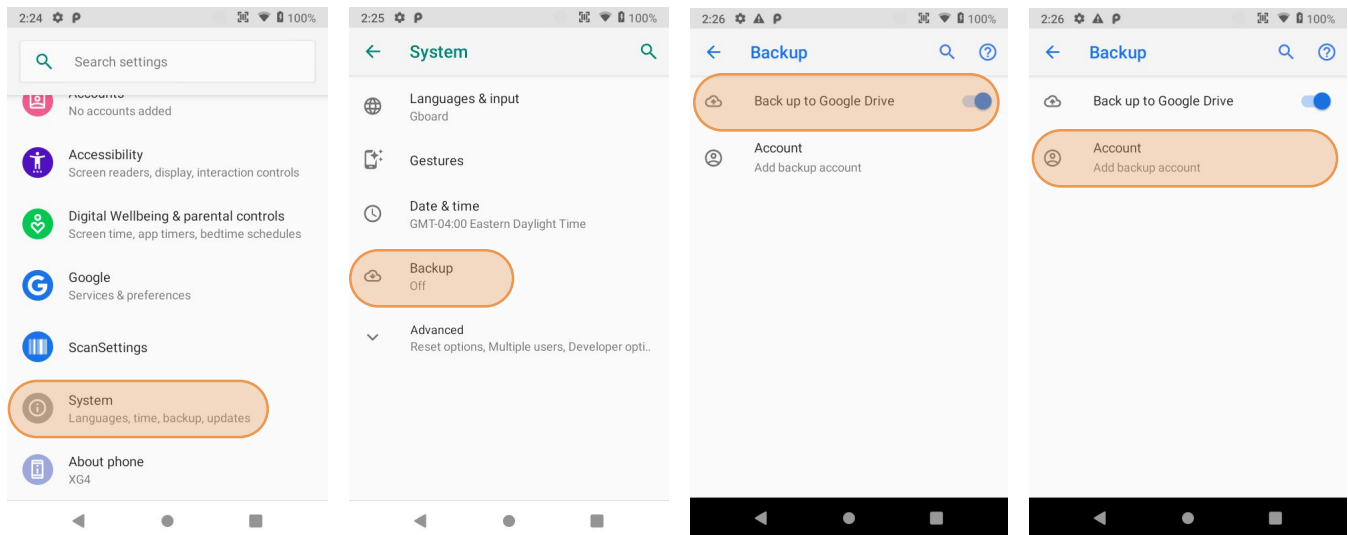 2:24 P 100%
Search settings
Accounts
No accounts added
Accessibility
Screen readers, display, interaction controls
Digital Wellbeing & parental controls
Screen time, app timers, bedtime schedules
Google
Services & preferences
ScanSettings
System
Languages, time, backup, updates
About phone
XG4
2:25 P 100%
System
Languages & input
Gboard
Gestures
Date & time
GMT-04:00 Eastern Daylight Time
Backup
Off
Advanced
Reset options, Multiple users, Developer opti..
2:26 P 100%
Backup
Back up to Google Drive
Account
Add backup account
2:26 P 100%
Backup
Back up to Google Drive
Account
Add backup account